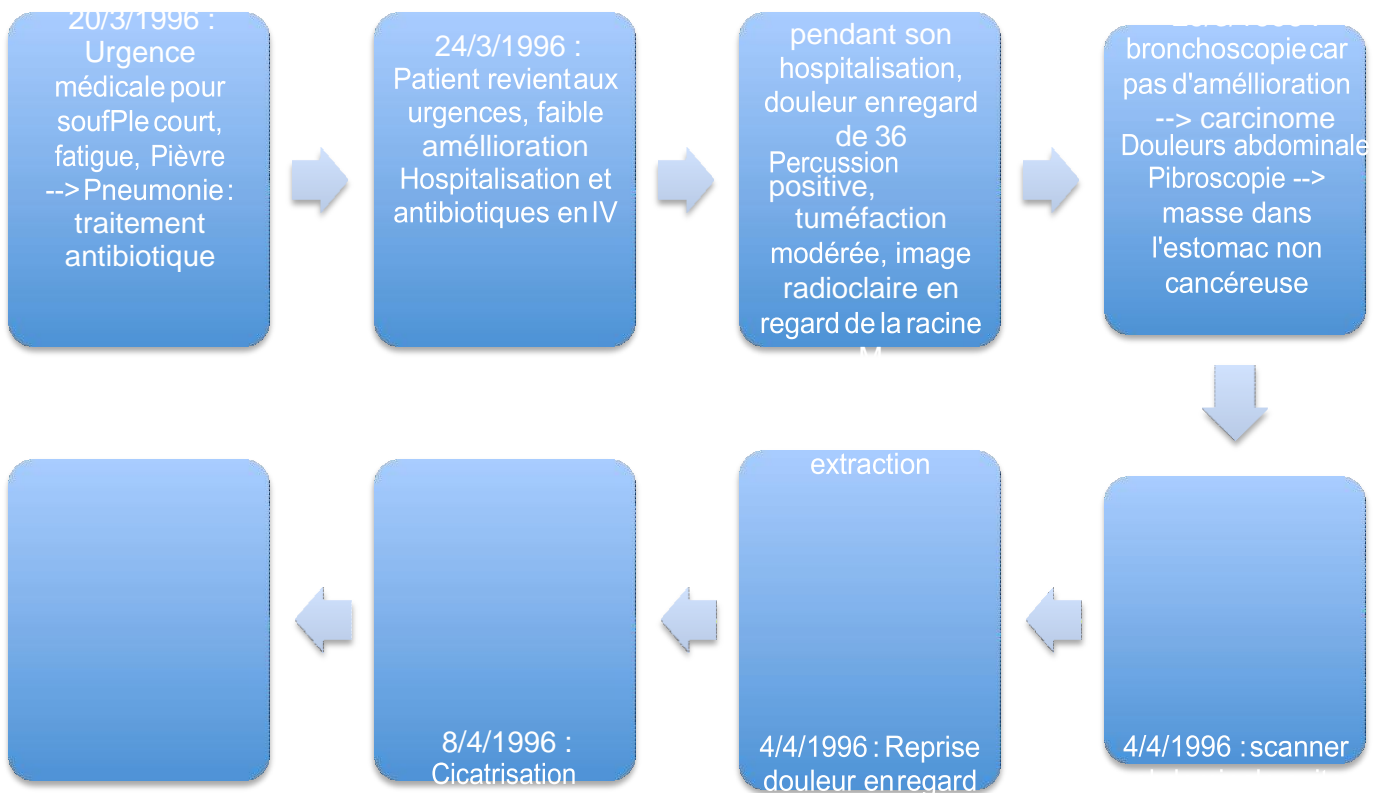 20/3/1996 :
Urgence
médicale pour
soufPle court,
fatigue, Pièvre
--> Pneumonie :
traitement
antibiotique
24/3/1996 :
Patient revient aux
urgences, faible
améllioration
Hospitalisation et
antibiotiques en IV
pendant son
hospitalisation,
douleur en regard
de 36
Percussion
positive,
tuméfaction
modérée, image
radioclaire en
regard de la racine
M
bronchoscopie car
pas d'améllioration
--> carcinome
Douleurs abdominale
Pibroscopie -->
masse dans
l'estomac non
cancéreuse
4/4/1996 : scanner
extraction
4/4/1996 : Reprise
douleur en regard
8/4/1996 :
Cicatrisation